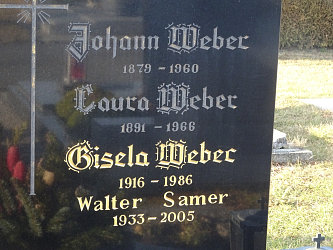 Johann Weber
1879 - 1960
Laura Weber
1891 - 1966
Gisela Weber
1916 - 1986
Walter Samer
1933 - 2005